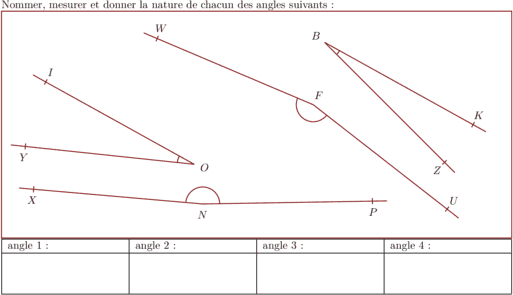 Nommer, mesurer et donner la nature de chacun des angles suivants :
W
B
I
F
K
Y
O
Z
X
N
P
U
angle 1 :
angle 2 :
angle 3 :
angle 4 :